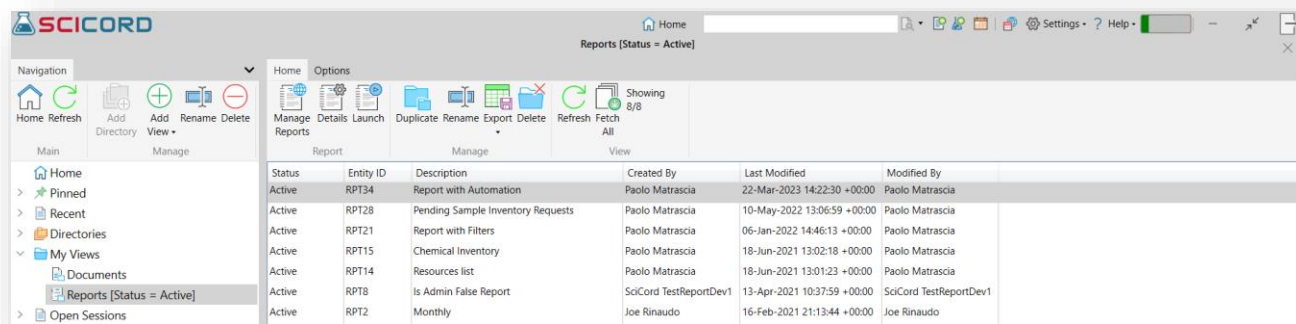 SCICORD
Home
Settings
? Help
Reports [Status = Active]
Navigation
Home Options
Home Refresh Add Directory Add View Rename Delete
Main Manage
Manage Reports Details Launch Duplicate Rename Export Delete Refresh Fetch All Showing 8/8
Report Manage View
Home
Pinned
Recent
Directories
My Views
Documents
Reports [Status = Active]
Open Sessions
Status Entity ID Description Created By Last Modified Modified By
Active RPT34 Report with Automation Paolo Matrascia 22-Mar-2023 14:22:30 +00:00 Paolo Matrascia
Active RPT28 Pending Sample Inventory Requests Paolo Matrascia 10-May-2022 13:06:59 +00:00 Paolo Matrascia
Active RPT21 Report with Filters Paolo Matrascia 06-Jan-2022 14:46:13 +00:00 Paolo Matrascia
Active RPT15 Chemical Inventory Paolo Matrascia 18-Jun-2021 13:02:18 +00:00 Paolo Matrascia
Active RPT14 Resources list Paolo Matrascia 18-Jun-2021 13:01:23 +00:00 Paolo Matrascia
Active RPT8 Is Admin False Report SciCord TestReportDev1 13-Apr-2021 10:37:59 +00:00 SciCord TestReportDev1
Active RPT2 Monthly Joe Rinaudo 16-Feb-2021 21:13:44 +00:00 Joe Rinaudo